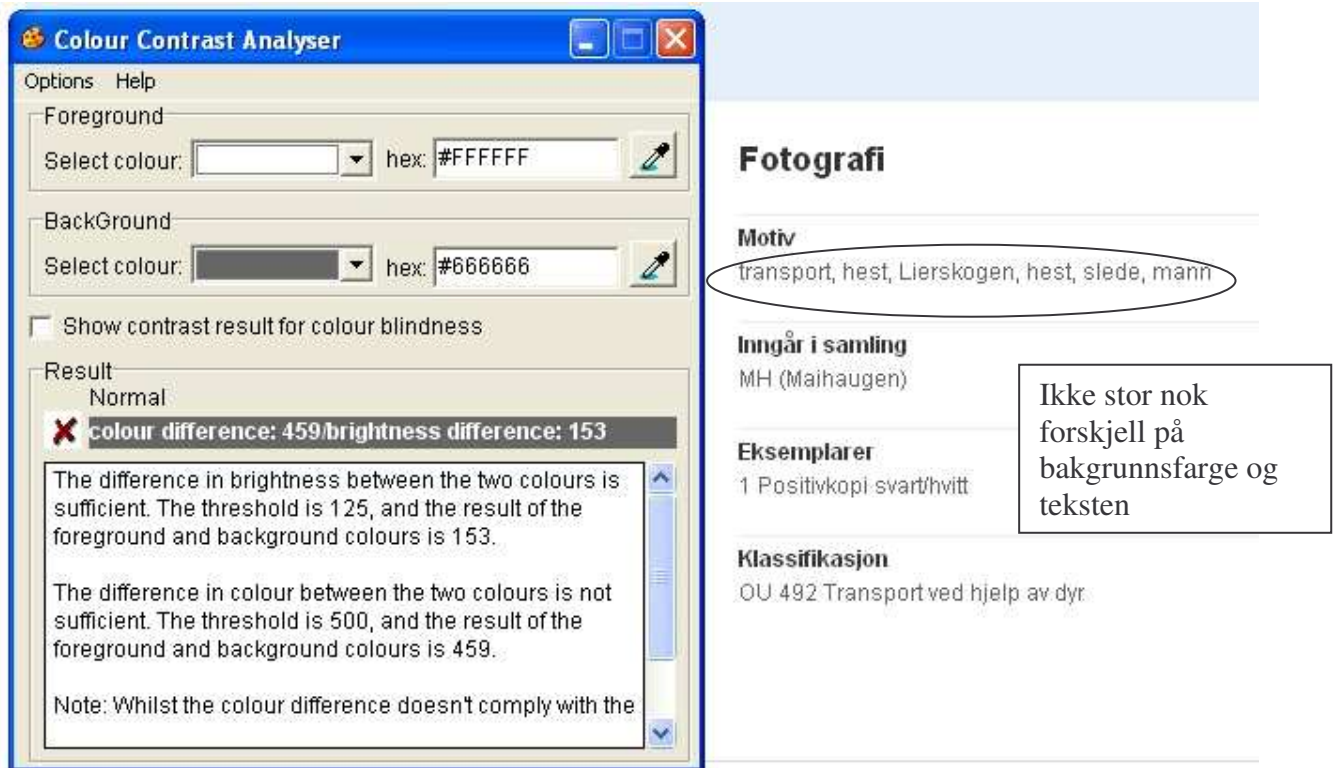 Colour Contrast Analyser
Options Help
Foreground
Select colour: hex: #FFFFFF
BackGround
Select colour: hex: #666666
Show contrast result for colour blindness
Result
Normal
colour difference: 459/brightness difference: 153
The difference in brightness between the two colours is
sufficient. The threshold is 125, and the result of the
foreground and background colours is 153.
The difference in colour between the two colours is not
sufficient. The threshold is 500, and the result of the
foreground and background colours is 459.
Note: Whilst the colour difference doesn't comply with the
Fotografi
Motiv
transport, hest, Lierskogen, hest, slede, mann
Inngår i samling
MH (Maihaugen)
Eksemplarer
1 Positivkopi svart/hvitt
Klassifikasjon
OU 492 Transport ved hjelp av dyr
Ikke stor nok
forskjell på
bakgrunnsfarge og
teksten